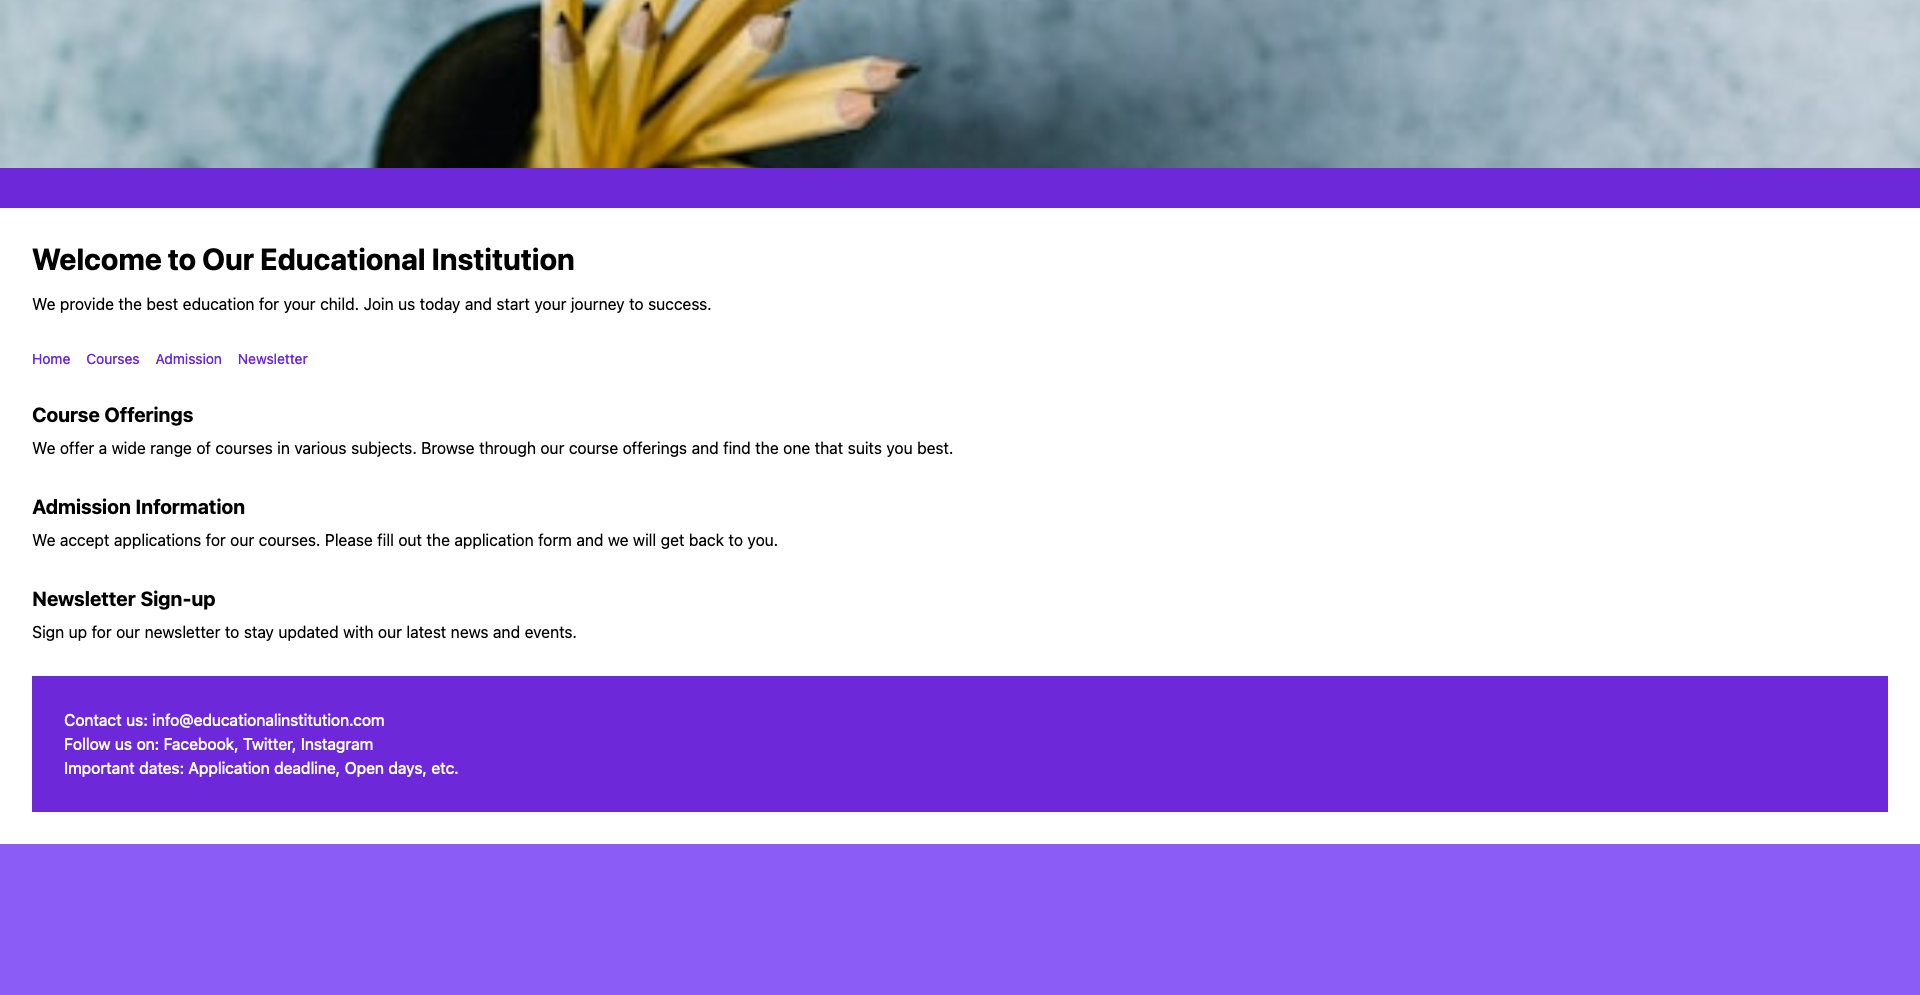 Welcome to Our Educational Institution
We provide the best education for your child. Join us today and start your journey to success.
Home Courses Admission Newsletter
Course Offerings
We offer a wide range of courses in various subjects. Browse through our course offerings and find the one that suits you best.
Admission Information
We accept applications for our courses. Please fill out the application form and we will get back to you.
Newsletter Sign-up
Sign up for our newsletter to stay updated with our latest news and events.
Contact us: info@educationalinstitution.com
Follow us on: Facebook, Twitter, Instagram
Important dates: Application deadline, Open days, etc.